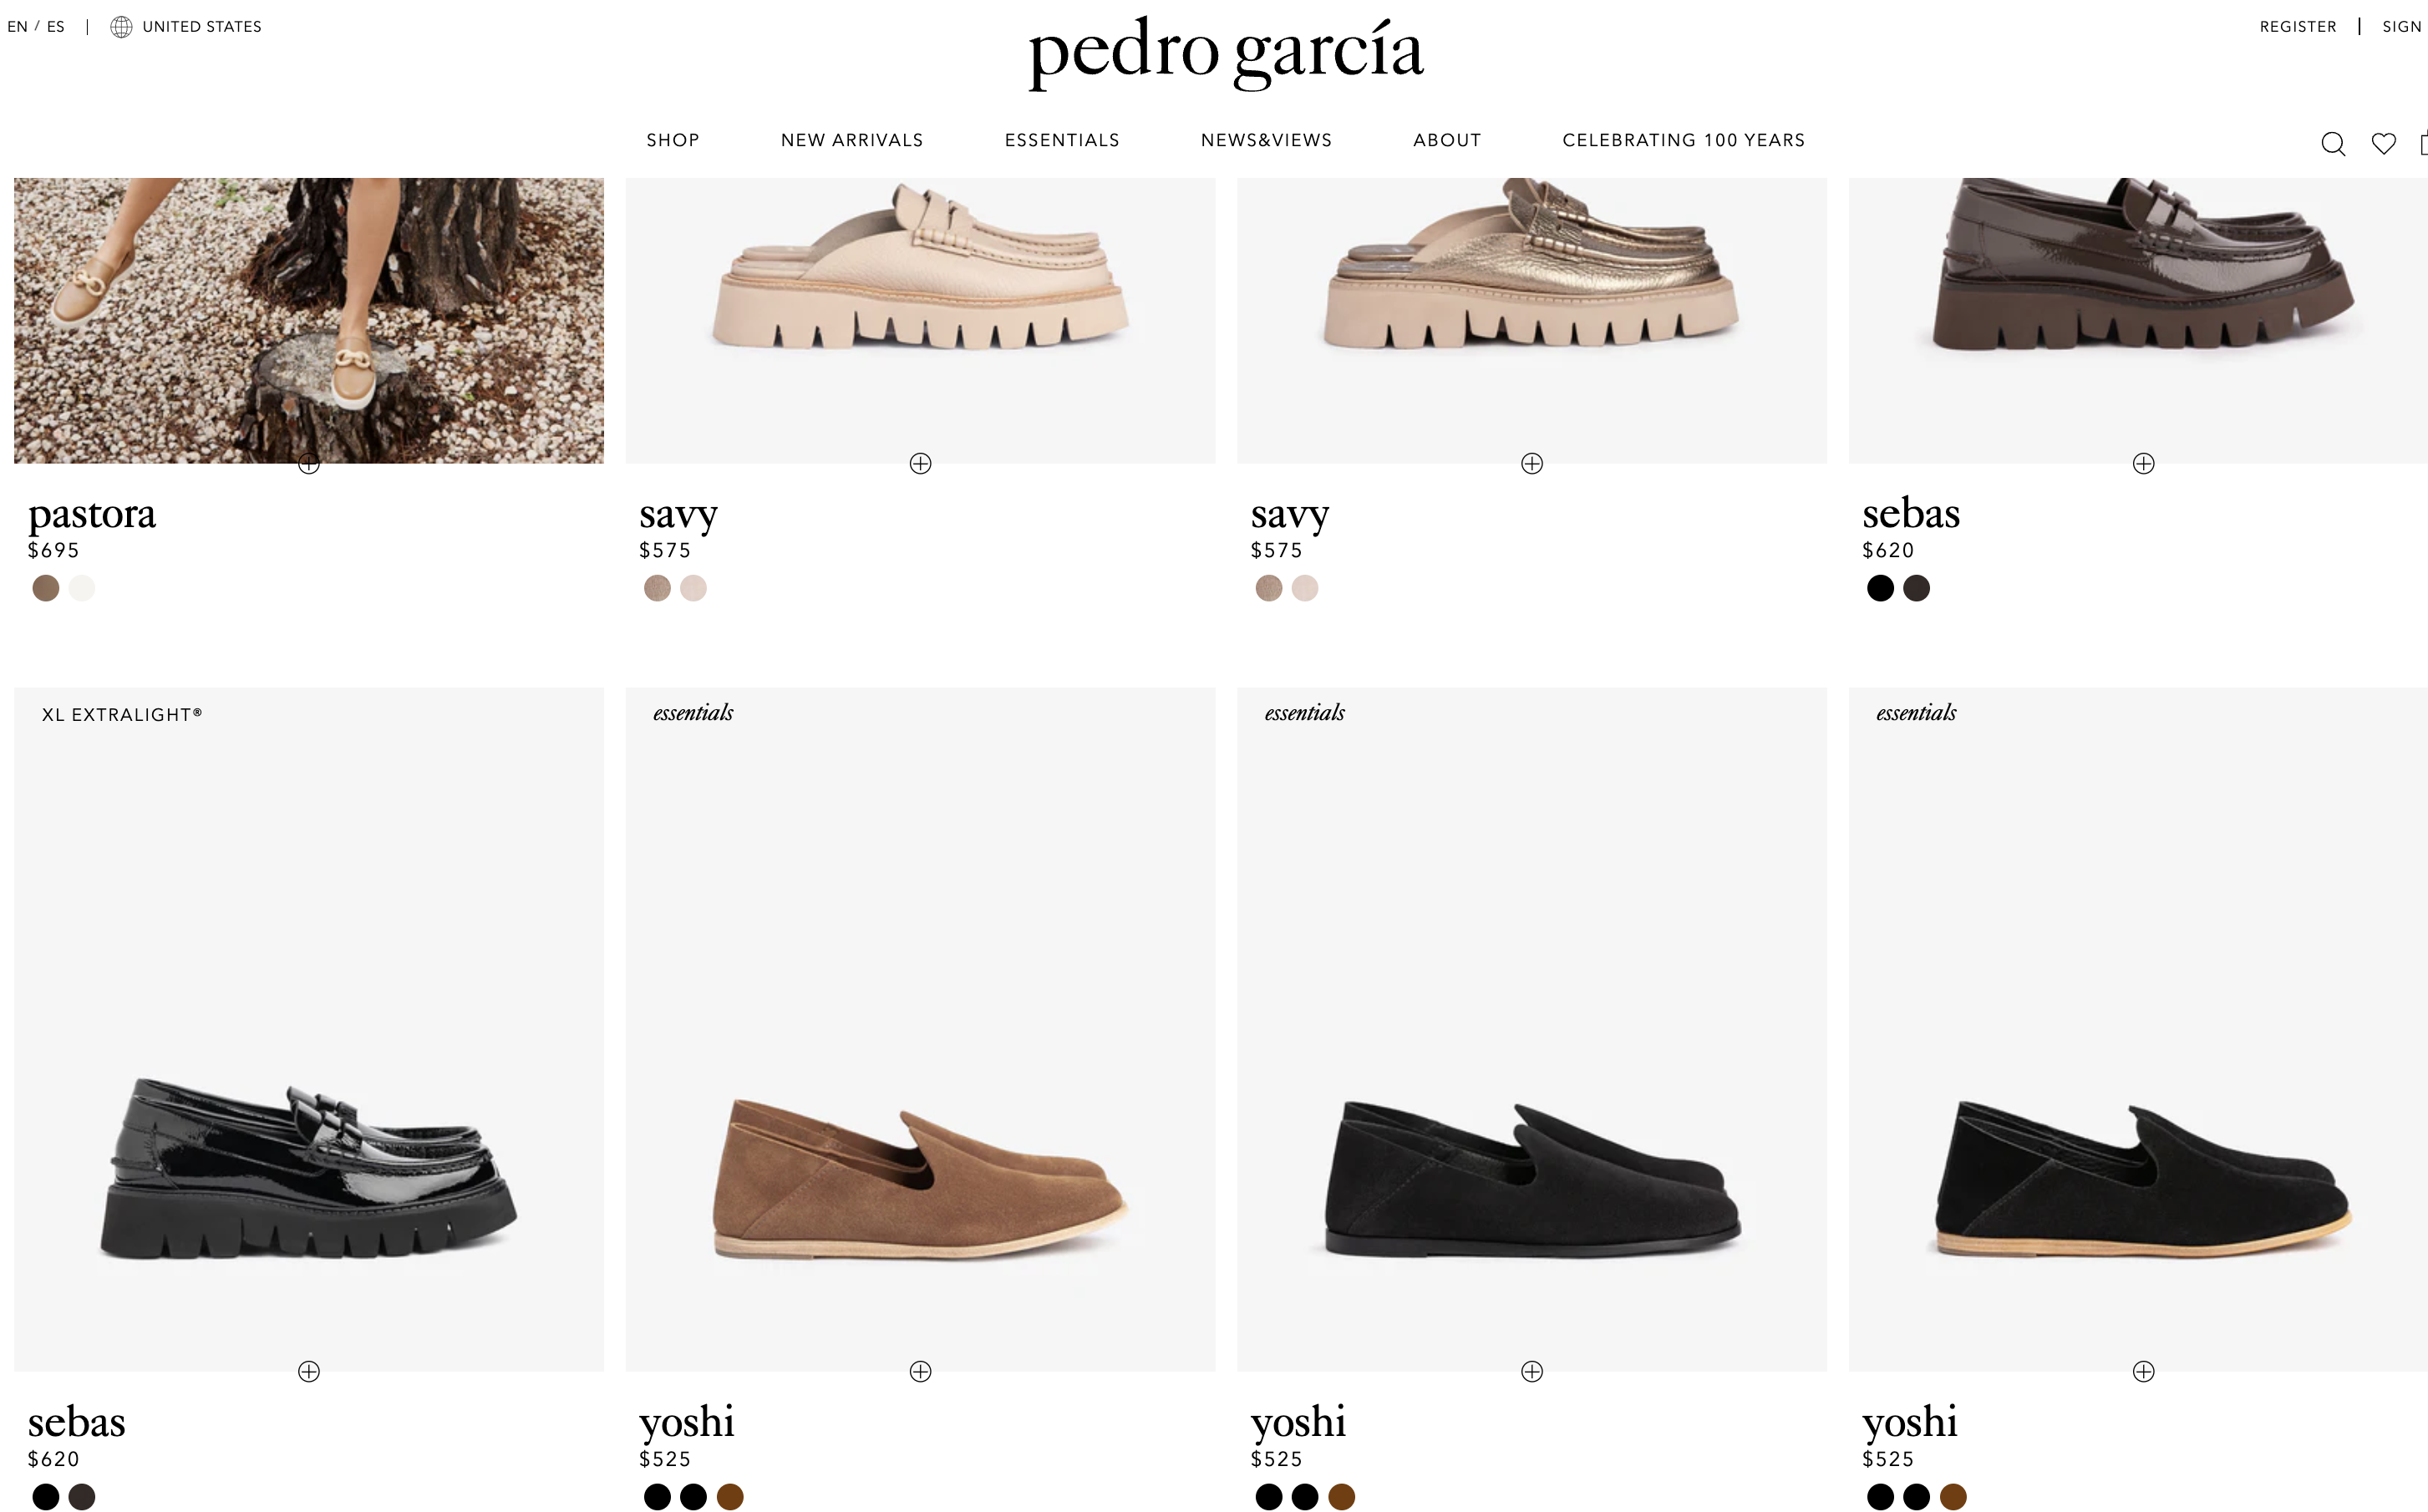 EN / ES | UNITED STATES
pedro garcía
REGISTER | SIGN
SHOP NEW ARRIVALS ESSENTIALS NEWS&VIEWS ABOUT CELEBRATING 100 YEARS
pastora
$695
savy
$575
savy
$575
sebas
$620
XL EXTRALIGHT®
sebas
$620
essentials
yoshi
$525
essentials
yoshi
$525
essentials
yoshi
$525